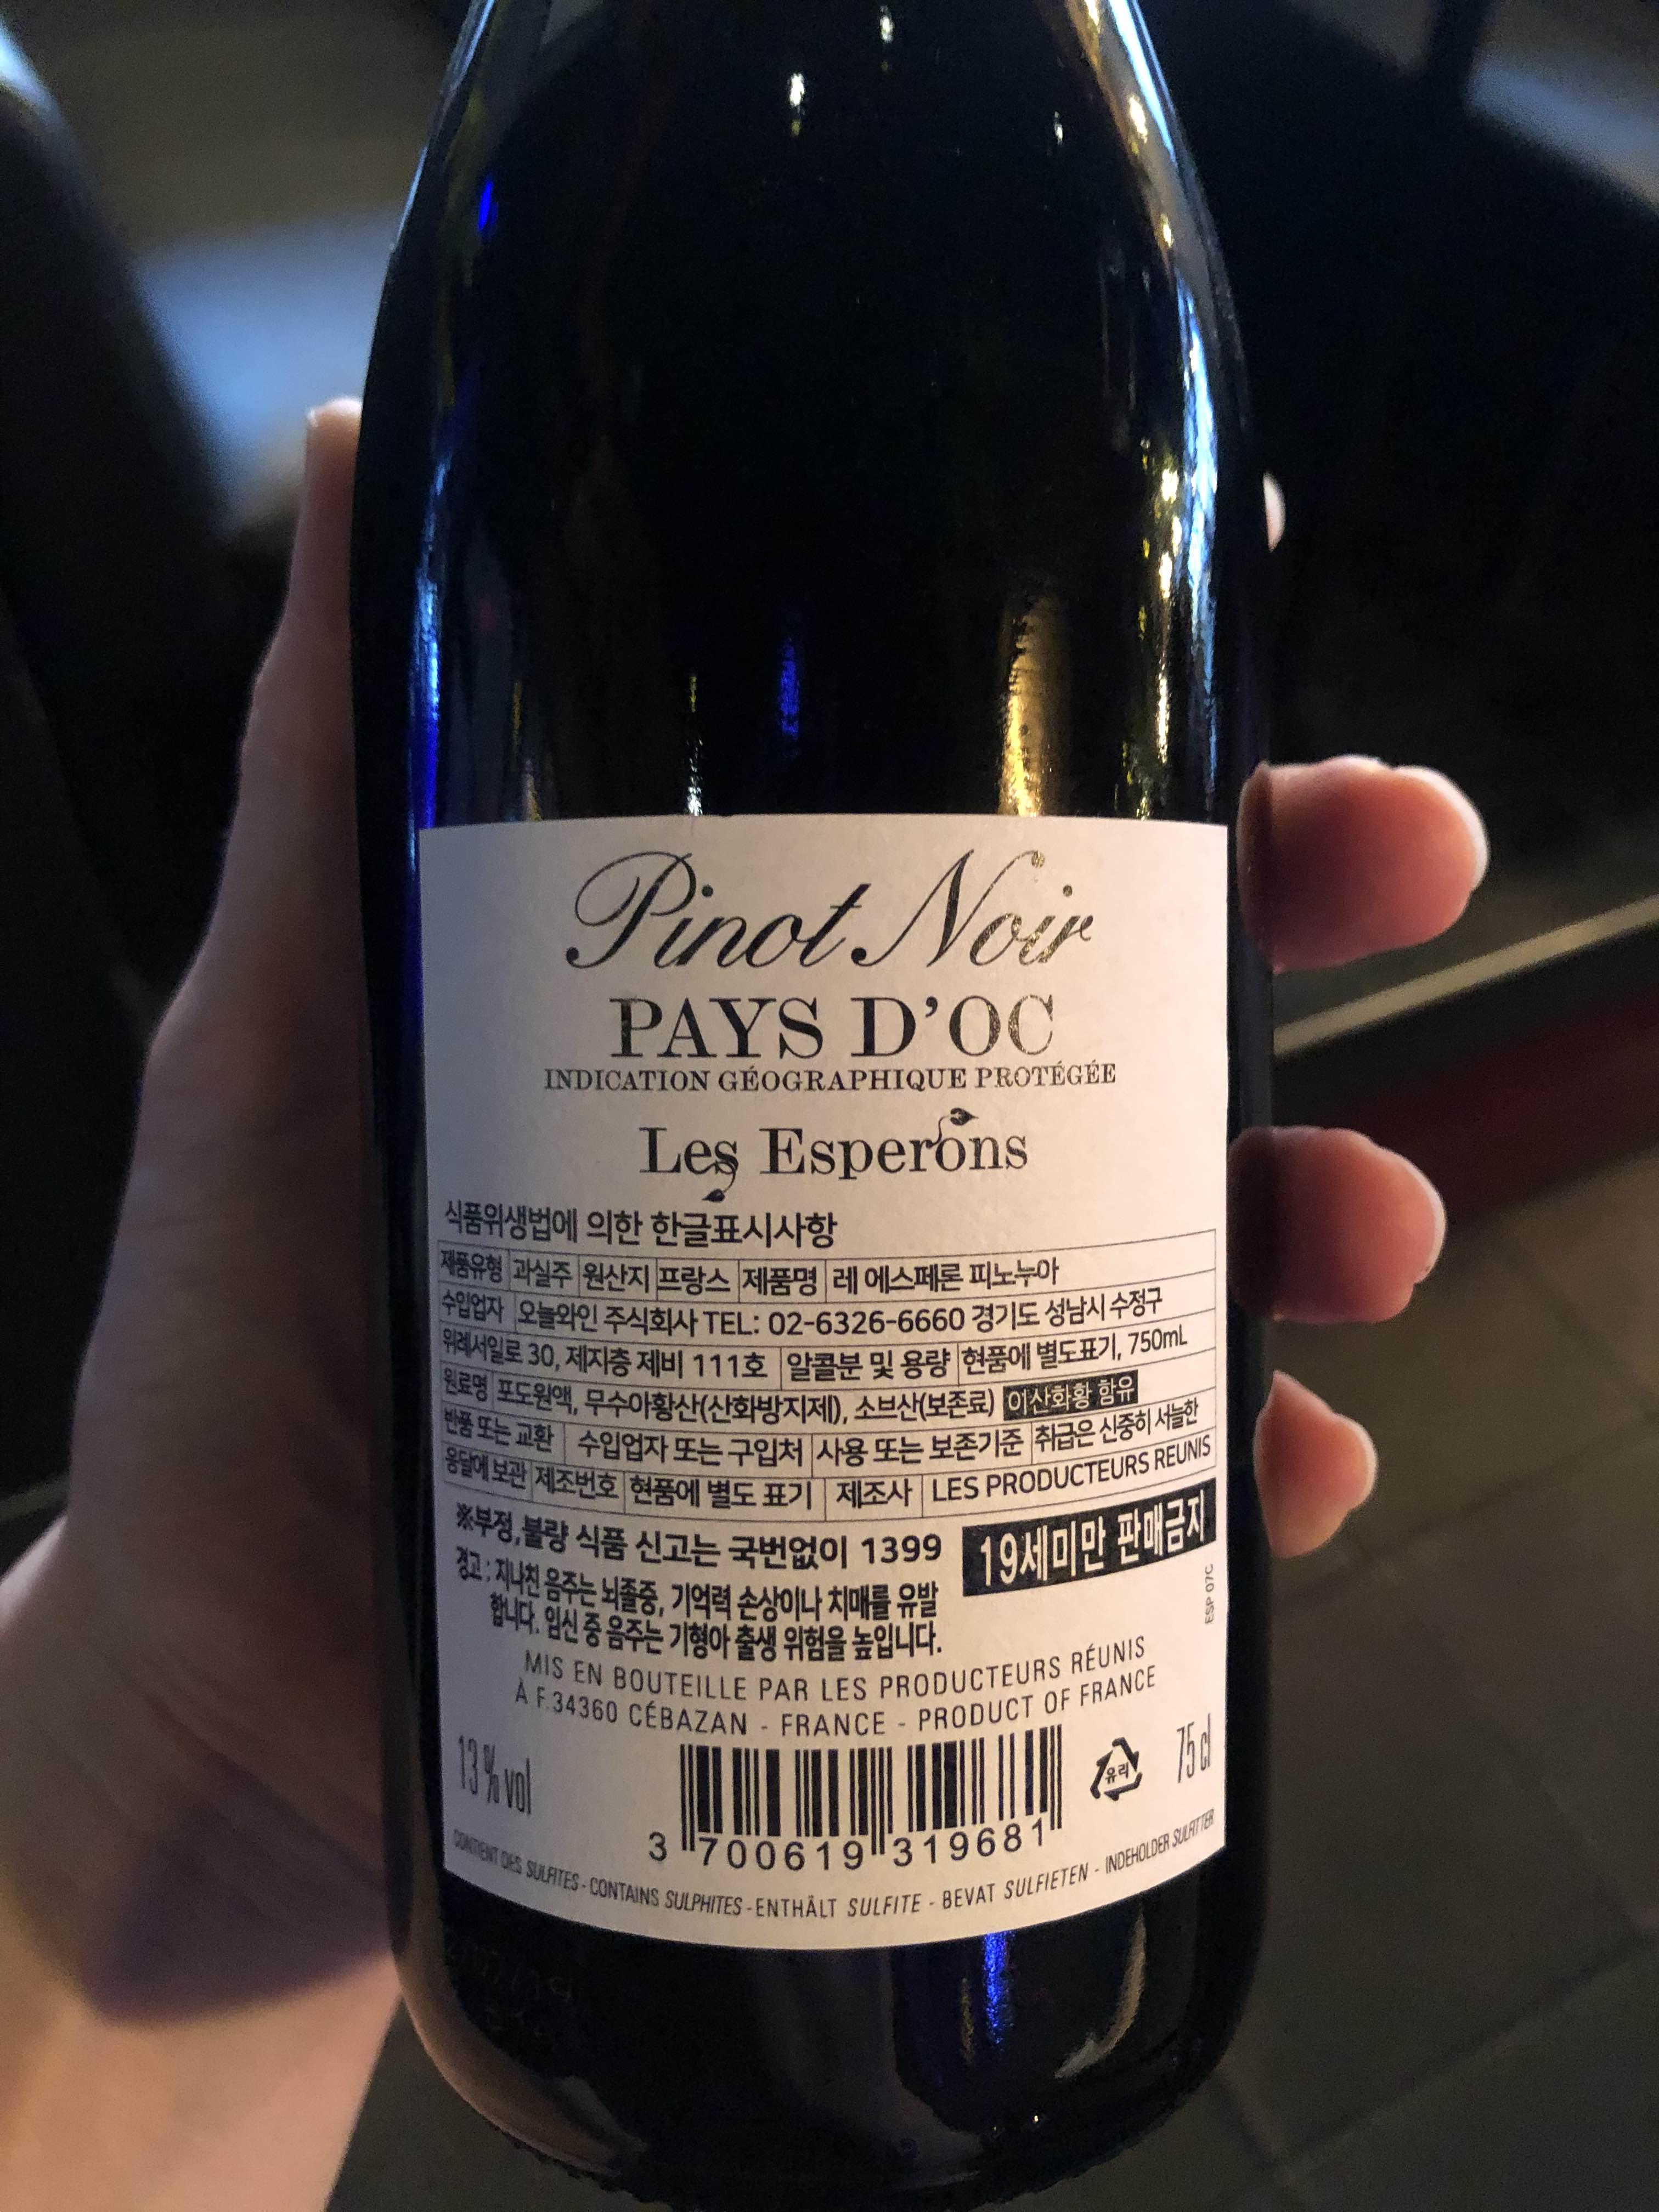 Pinot Noir
PAYS D'OC
INDICATION GÉOGRAPHIQUE PROTÉGÉE
Les Esperons
식품위생법에 의한 한글표시사항
제품유형 과실주 원산지 프랑스 제품명 레 에스페론 피노누아
수입업자 오늘와인 주식회사 TEL: 02-6326-6660 경기도 성남시 수정구
위례서일로 30, 제지층 제비 111호 알콜분 및 용량 현품에 별도표기, 750mL
원료명 포도원액, 무수아황산(산화방지제), 소브산(보존료) 이산화황 함유
반품 또는 교환 수입업자 또는 구입처 사용 또는 보존기준 취급은 신중히 서늘한
응달에 보관 제조번호 현품에 별도 표기 제조사 LES PRODUCTEURS REUNIS
※부정,불량 식품 신고는 국번없이 1399
19세미만 판매금지
경고 : 지나친 음주는 뇌졸중, 기억력 손상이나 치매를 유발
합니다. 임신 중 음주는 기형아 출생 위험을 높입니다.
ESP 07C
MIS EN BOUTEILLE PAR LES PRODUCTEURS RÉUNIS
À F.34360 CÉBAZAN - FRANCE - PRODUCT OF FRANCE
13 % vol
유리
75 cl
3 700619 319681
CONTIENT DES SULFITES - CONTAINS SULPHITES - ENTHÂLT SULFITE - BEVAT SULFIETEN - INDEHOLDER SULFITTER